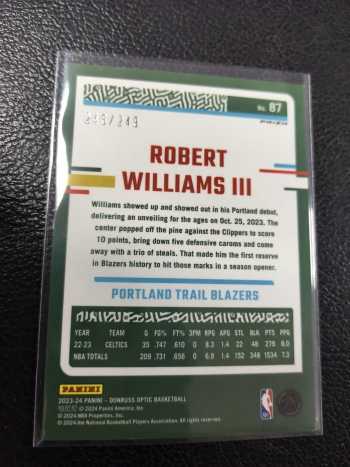 No. 87
PRIZM
ROBERT
WILLIAMS III
Williams showed up and showed out in his Portland debut,
delivering an unveiling for the ages on Oct. 25, 2023. The
center popped off the pine against the Clippers to score
10 points, bring down five defensive caroms and come
away with a trio of steals. That made him the first reserve
in Blazers history to hit those marks in a season opener.
PORTLAND TRAIL BLAZERS
YEAR TEAM G FG% FT% 3PM RPG APG STL BLK PTS PPG
22-23 CELTICS 35 .747 .610 0 8.3 1.4 22 48 278 8.0
NBA TOTALS 209 .731 .656 0 6.9 1.4 152 348 1534 7.3
PANINI
2023-24 PANINI – DONRUSS OPTIC BASKETBALL
© 2024 Panini America, Inc.
© 2024 NBA Properties, Inc.
© 2024 the National Basketball Players Association. All rights reserved.